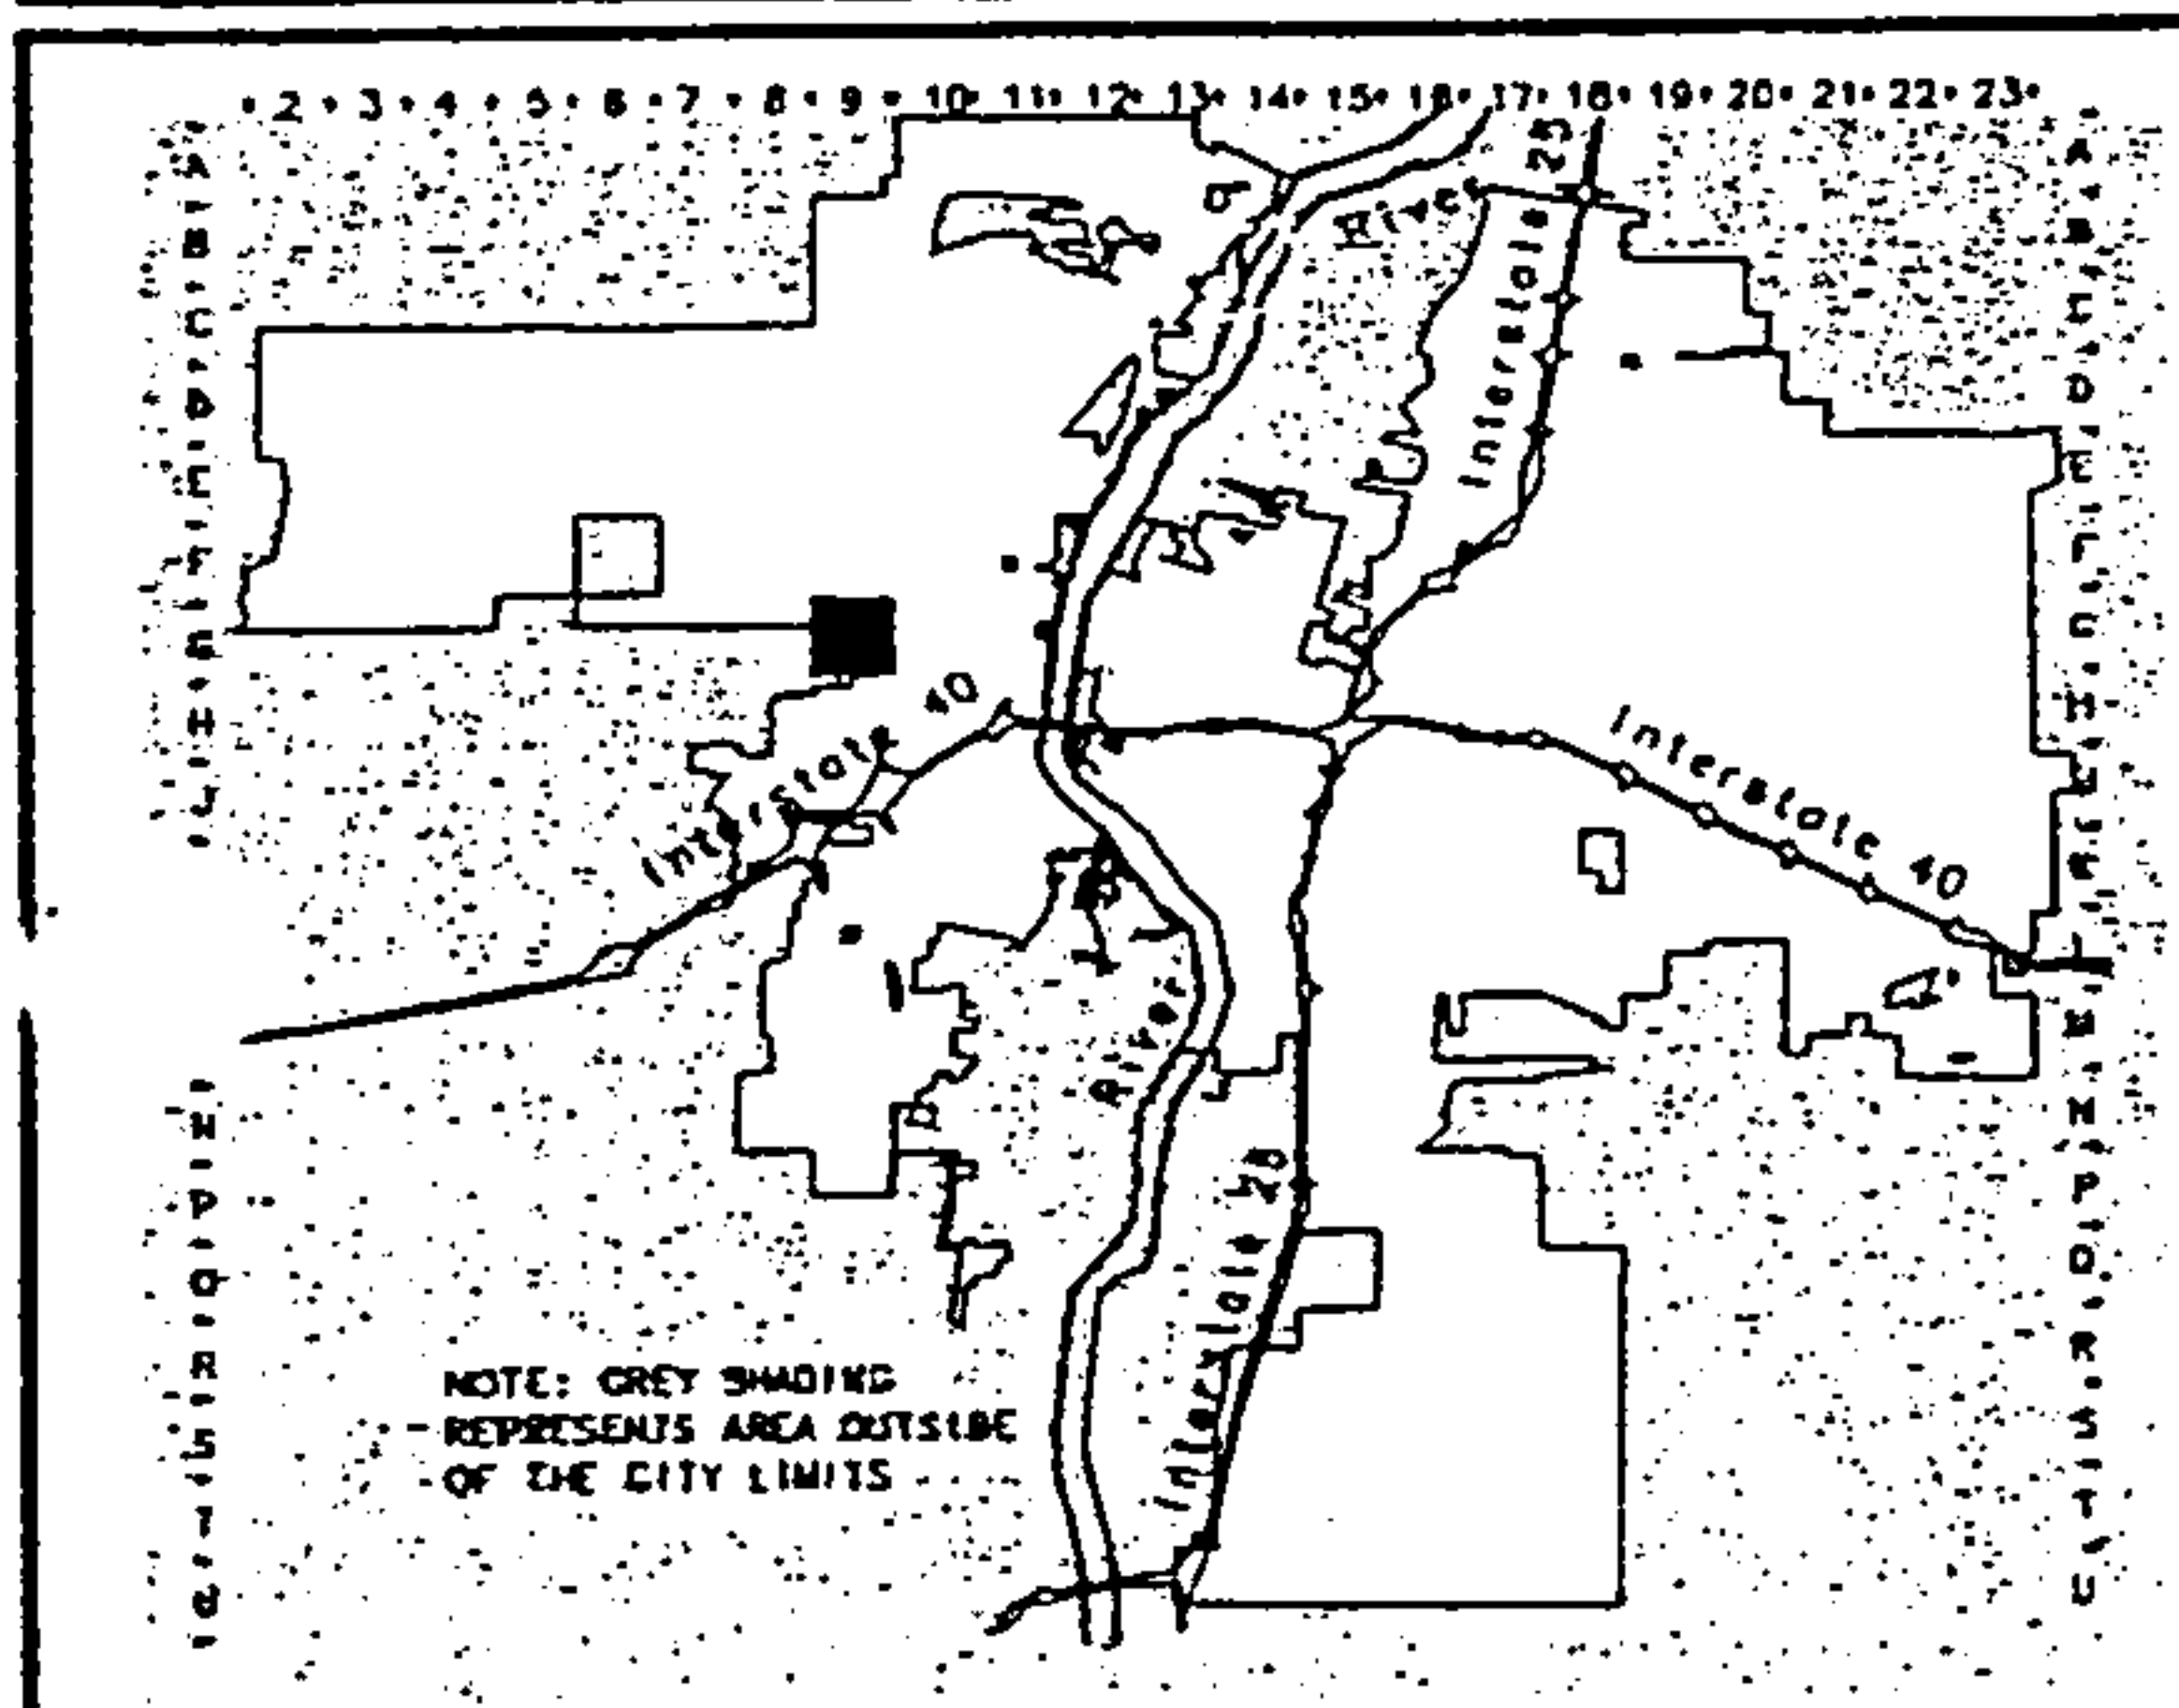 2 3 4 5 6 7 8 9 10 11 12 13 14 15 16 17 18 19 20 21 22 23
A A
B B
C C
D D
E E
F F
G G
H H
J J
K
L
M
N N
P P
Q Q
R R
S S
T T
U U
River
Interstate 25
Interstate 40
Interstate 40
River
Interstate
NOTE: GREY SHADING
REPRESENTS AREA OUTSIDE
OF THE CITY LIMITS